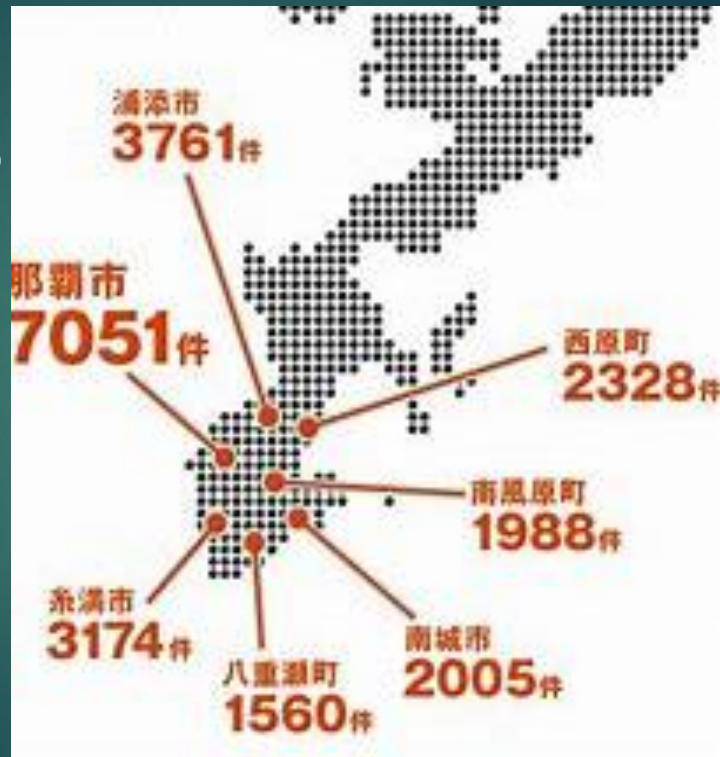 浦添市
3761件
那覇市
7051件
西原町
2328件
南風原町
1988件
糸満市
3174件
南城市
2005件
八重瀬町
1560件